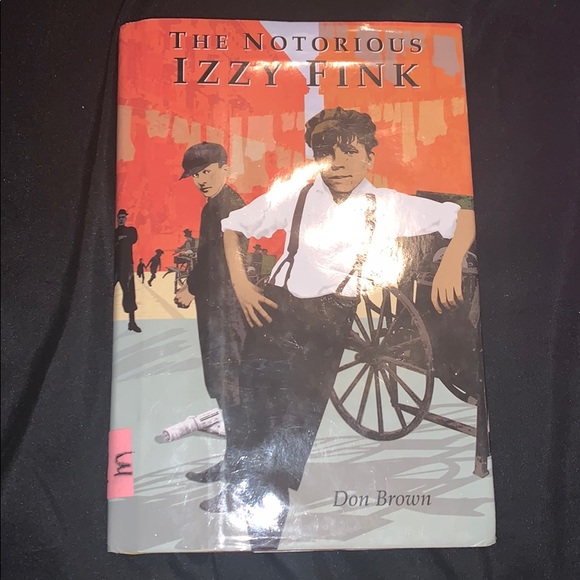 THE NOTORIOUS
IZZY FINK
Don Brown